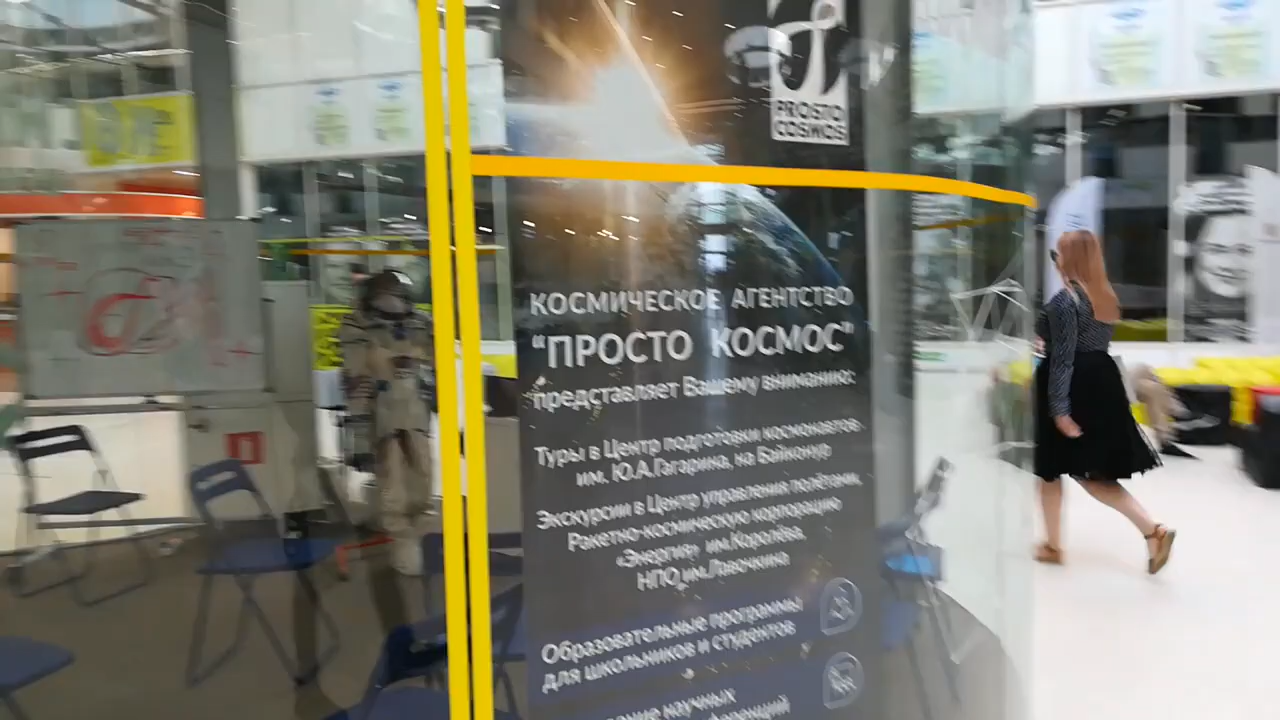 PROSTO
COSMOS
КОСМИЧЕСКОЕ АГЕНТСТВО
"ПРОСТО КОСМОС"
представляет Вашему вниманию:
Туры в Центр подготовки космонавтов
им. Ю.А.Гагарина, на Байконур
Экскурсии в Центр управления полётами,
Ракетно-космическую корпорацию
«Энергия» им.Королёва,
НПО им.Лавочкина
Образовательные программы
для школьников и студентов
научных